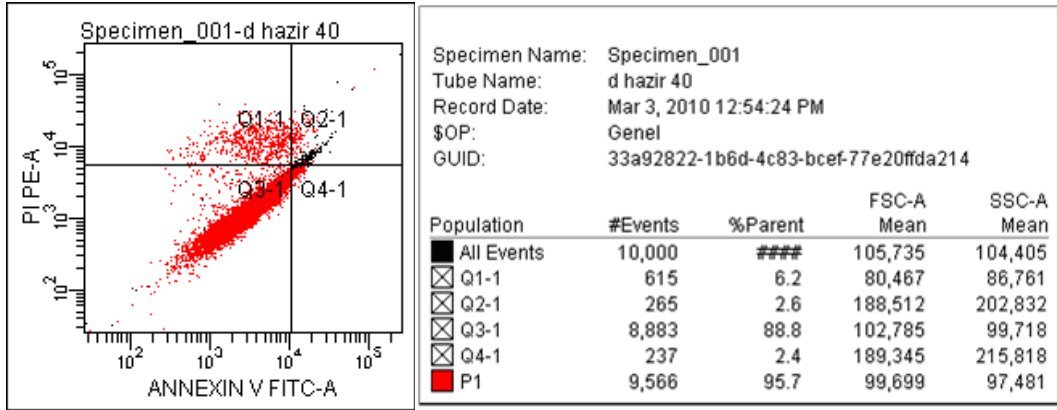 Specimen_001-d hazir 40
PI PE-A
10^5
10^4
10^3
10^2
Q1-1 Q2-1
Q3-1 Q4-1
10^2 10^3 10^4 10^5
ANNEXIN V FITC-A
Specimen Name: Specimen_001
Tube Name: d hazir 40
Record Date: Mar 3, 2010 12:54:24 PM
$OP: Genel
GUID: 33a92822-1b6d-4c83-bcef-77e20ffda214
FSC-A SSC-A
Population #Events %Parent Mean Mean
All Events 10,000 #### 105,735 104,405
Q1-1 615 6.2 80,467 86,761
Q2-1 265 2.6 188,512 202,832
Q3-1 8,883 88.8 102,785 99,718
Q4-1 237 2.4 189,345 215,818
P1 9,566 95.7 99,699 97,481